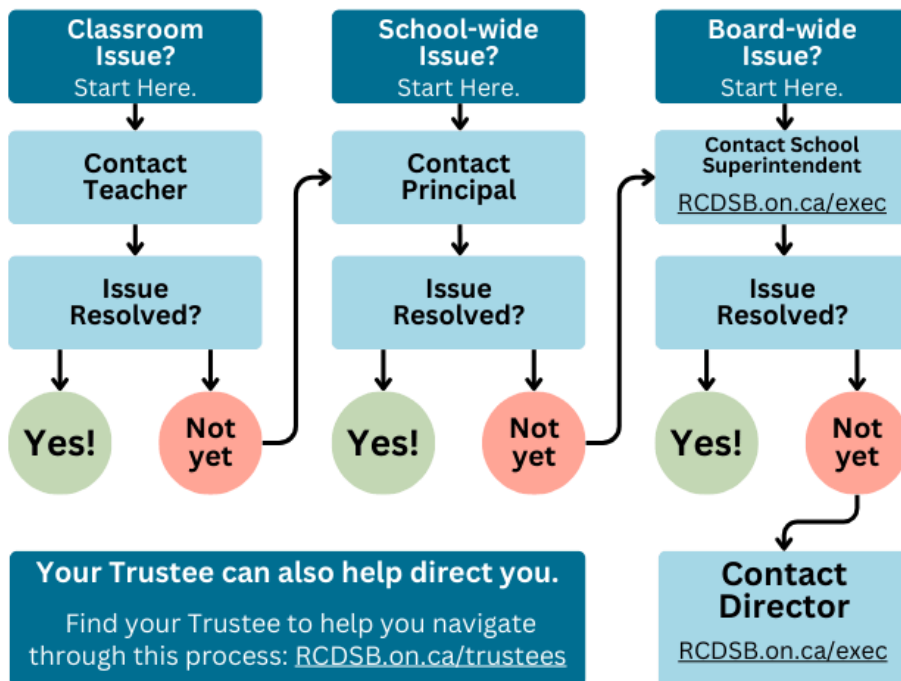 Classroom
Issue?
Start Here.
Contact
Teacher
Issue
Resolved?
Yes!
Not
yet
School-wide
Issue?
Start Here.
Contact
Principal
Issue
Resolved?
Yes!
Not
yet
Board-wide
Issue?
Start Here.
Contact School
Superintendent
RCDSB.on.ca/exec
Issue
Resolved?
Yes!
Not
yet
Contact
Director
RCDSB.on.ca/exec
Your Trustee can also help direct you.
Find your Trustee to help you navigate
through this process: RCDSB.on.ca/trustees